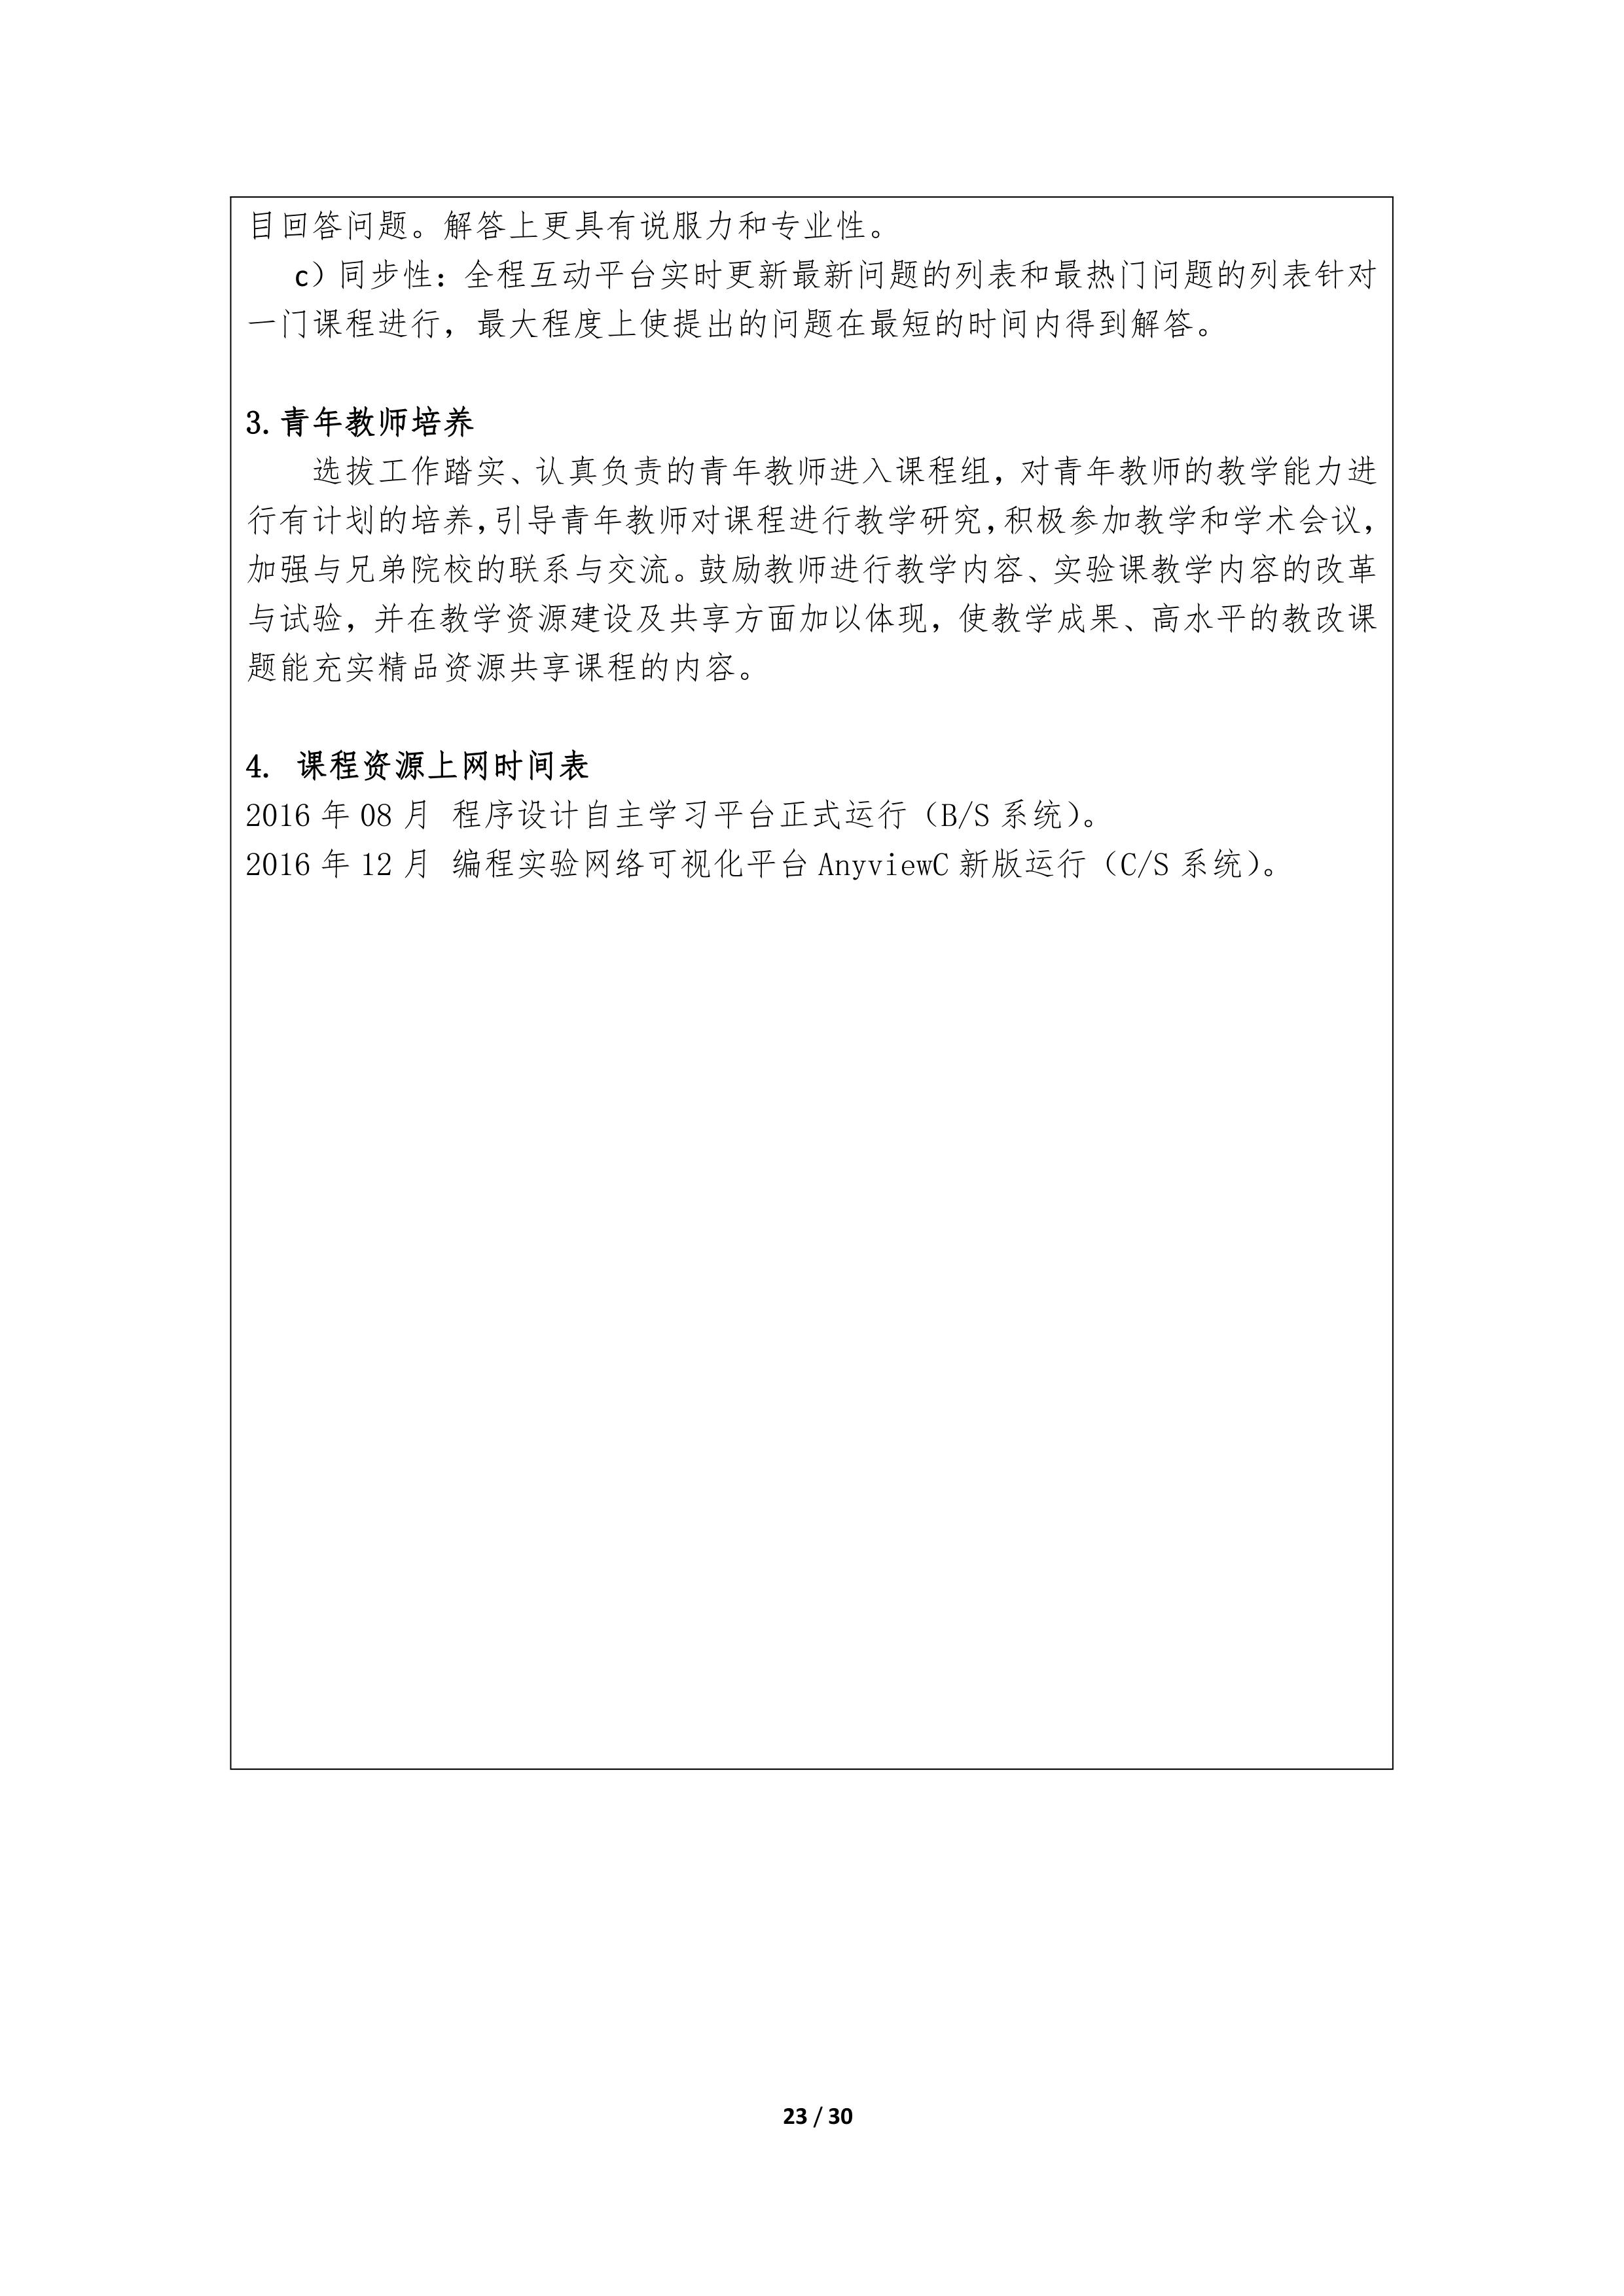 目回答问题。解答上更具有说服力和专业性。
c）同步性：全程互动平台实时更新最新问题的列表和最热门问题的列表针对
一门课程进行，最大程度上使提出的问题在最短的时间内得到解答。
3.青年教师培养
选拔工作踏实、认真负责的青年教师进入课程组，对青年教师的教学能力进
行有计划的培养，引导青年教师对课程进行教学研究，积极参加教学和学术会议，
加强与兄弟院校的联系与交流。鼓励教师进行教学内容、实验课教学内容的改革
与试验，并在教学资源建设及共享方面加以体现，使教学成果、高水平的教改课
题能充实精品资源共享课程的内容。
4. 课程资源上网时间表
2016 年 08 月 程序设计自主学习平台正式运行（B/S 系统）。
2016 年 12 月 编程实验网络可视化平台 AnyviewC 新版运行（C/S 系统）。
23 / 30